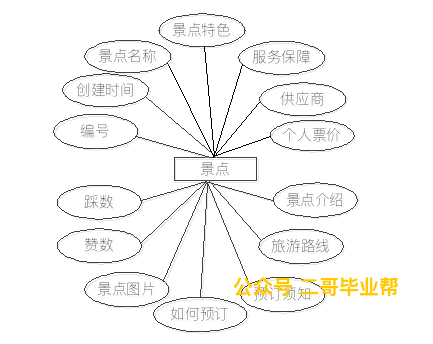 景点特色
景点名称
服务保障
创建时间
供应商
编号
个人票价
景点
踩数
景点介绍
赞数
旅游路线
景点图片
预订须知
公众号 二哥毕业帮
如何预订